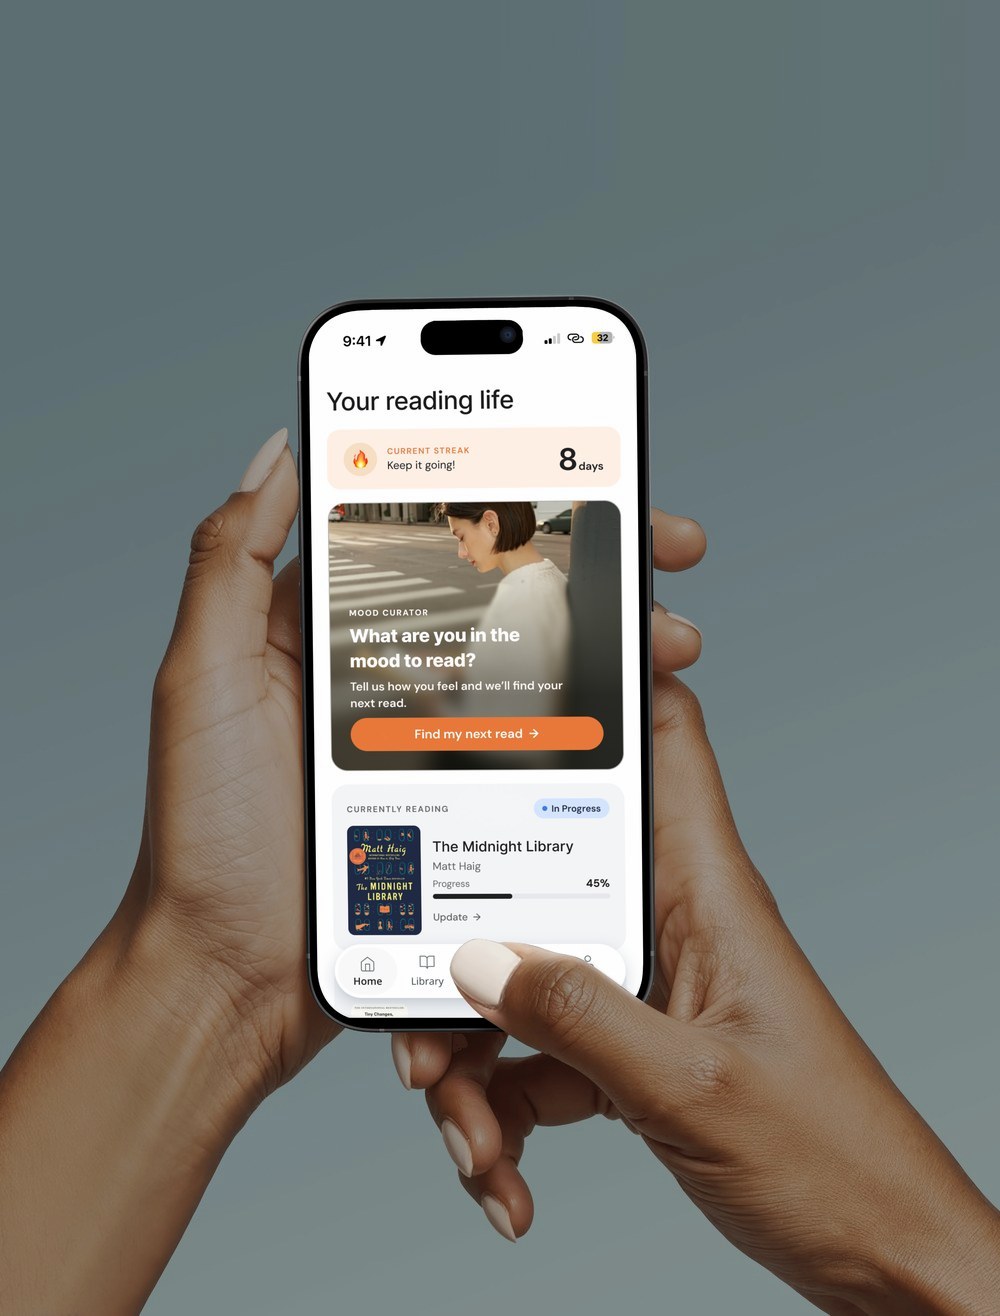 9:41
32
Your reading life
CURRENT STREAK
Keep it going!
8 days
MOOD CURATOR
What are you in the
mood to read?
Tell us how you feel and we'll find your
next read.
Find my next read →
CURRENTLY READING
In Progress
Matt Haig
The MIDNIGHT
LIBRARY
The Midnight Library
Matt Haig
Progress
45%
Update →
Home
Library
Tiny Changes,